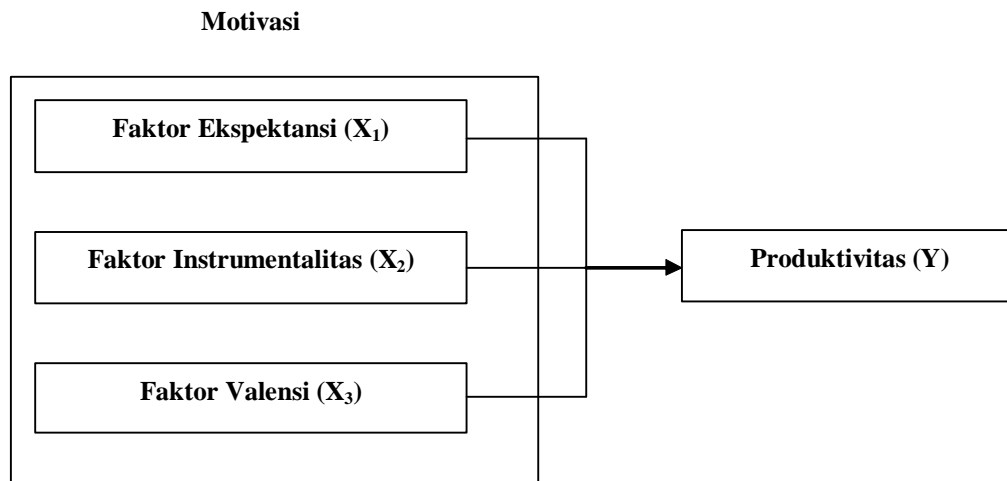 Motivasi
Faktor Ekspektansi (X₁)
Faktor Instrumentalitas (X₂)
Produktivitas (Y)
Faktor Valensi (X₃)